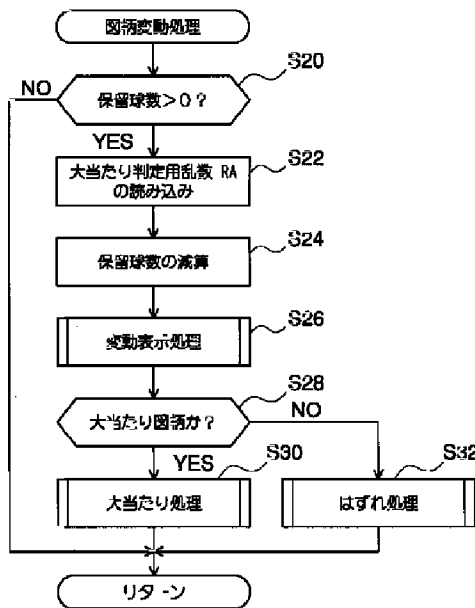 図柄変動処理
S20
NO
保留球数>0?
YES
S22
大当たり判定用乱数 RA
の読み込み
S24
保留球数の減算
S26
変動表示処理
S28
大当たり図柄か?
NO
YES
S30
S32
大当たり処理
はずれ処理
リターン